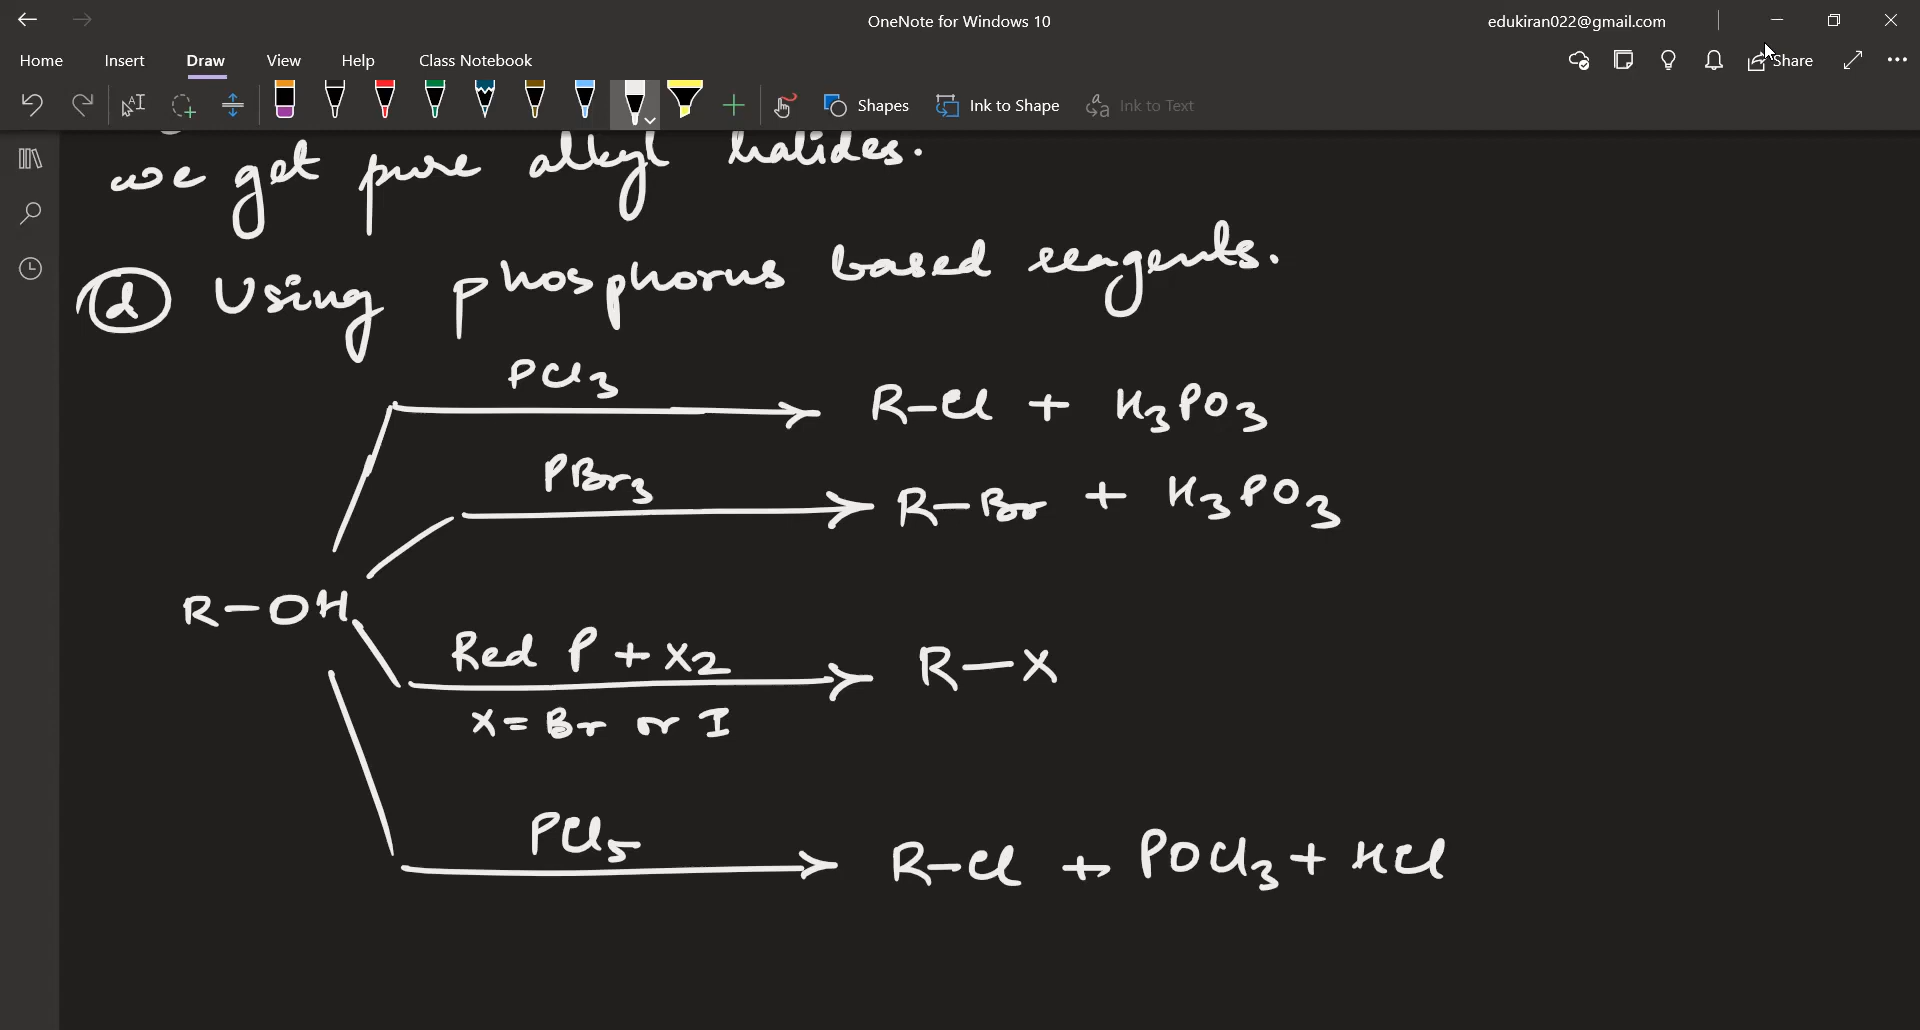 OneNote for Windows 10
edukiran022@gmail.com
Home Insert Draw View Help Class Notebook
Share
Shapes Ink to Shape Ink to Text
we get pure alkyl halides.
(d) Using phosphorus based reagents.
PCl3
R-Cl + H3PO3
PBr3
R-Br + H3PO3
R-OH
Red P + X2
R-X
X = Br or I
PCl5
R-Cl + POCl3 + HCl